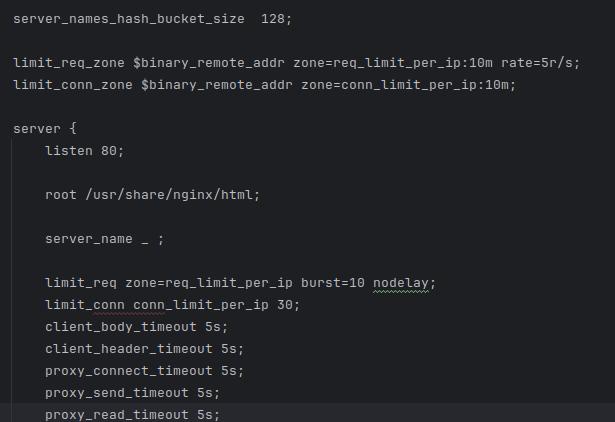 server_names_hash_bucket_size  128;
limit_req_zone $binary_remote_addr zone=req_limit_per_ip:10m rate=5r/s;
limit_conn_zone $binary_remote_addr zone=conn_limit_per_ip:10m;
server {
listen 80;
root /usr/share/nginx/html;
server_name _ ;
limit_req zone=req_limit_per_ip burst=10 nodelay;
limit_conn conn_limit_per_ip 30;
client_body_timeout 5s;
client_header_timeout 5s;
proxy_connect_timeout 5s;
proxy_send_timeout 5s;
proxy_read_timeout 5s;